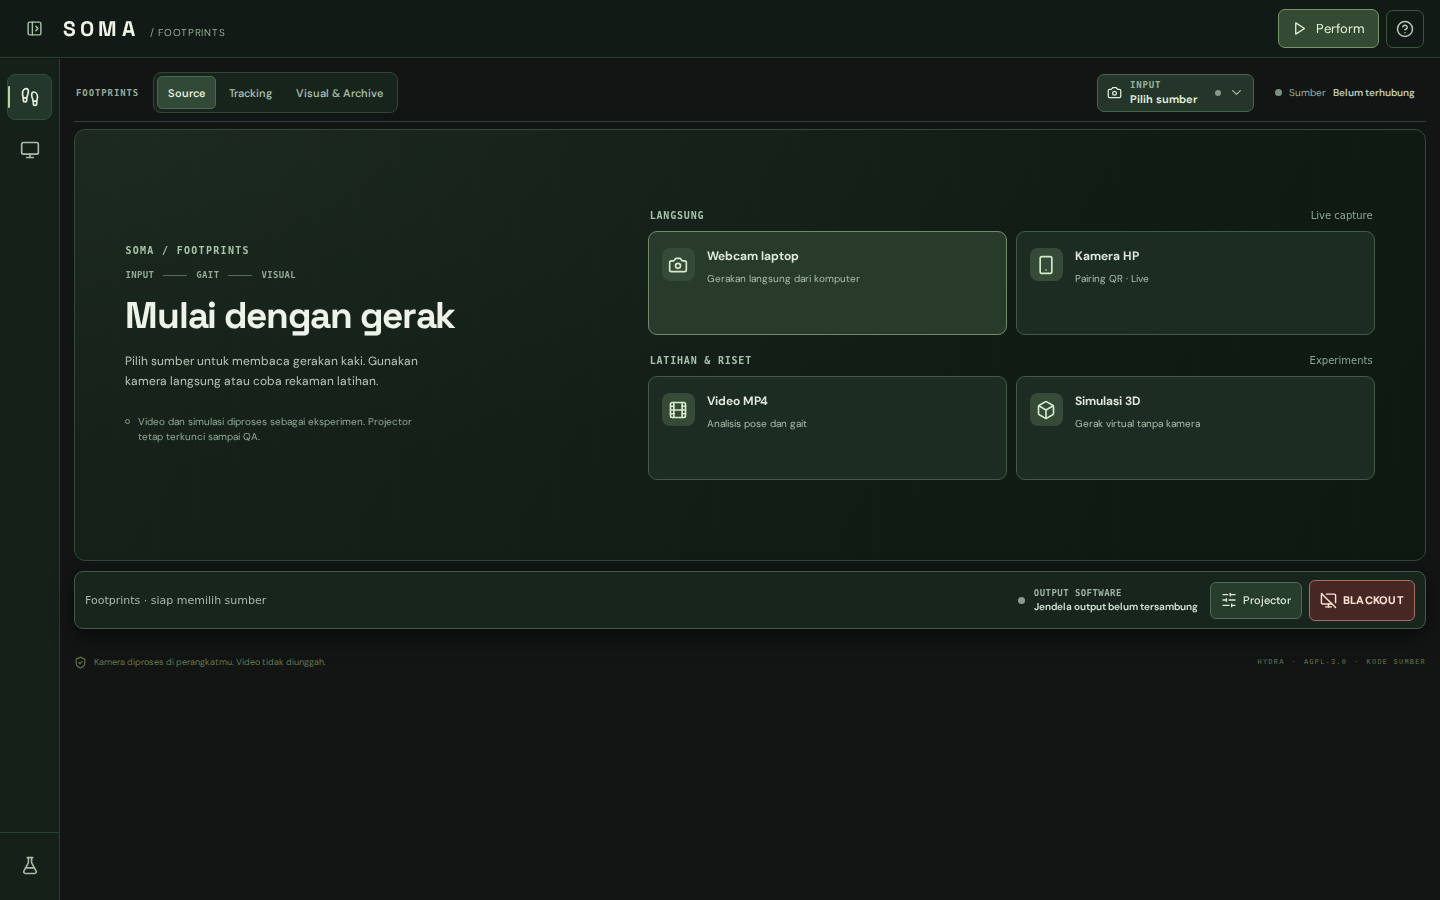 SOMA / FOOTPRINTS
Perform
FOOTPRINTS
Source
Tracking
Visual & Archive
INPUT
Pilih sumber
Sumber Belum terhubung
SOMA / FOOTPRINTS
INPUT
GAIT
VISUAL
Mulai dengan gerak
Pilih sumber untuk membaca gerakan kaki. Gunakan
kamera langsung atau coba rekaman latihan.
Video dan simulasi diproses sebagai eksperimen. Projector
tetap terkunci sampai QA.
LANGSUNG
Live capture
Webcam laptop
Gerakan langsung dari komputer
Kamera HP
Pairing QR · Live
LATIHAN & RISET
Experiments
Video MP4
Analisis pose dan gait
Simulasi 3D
Gerak virtual tanpa kamera
Footprints · siap memilih sumber
OUTPUT SOFTWARE
Jendela output belum tersambung
Projector
BLACKOUT
Kamera diproses di perangkatmu. Video tidak diunggah.
HYDRA · AGPL-3.0 · KODE SUMBER